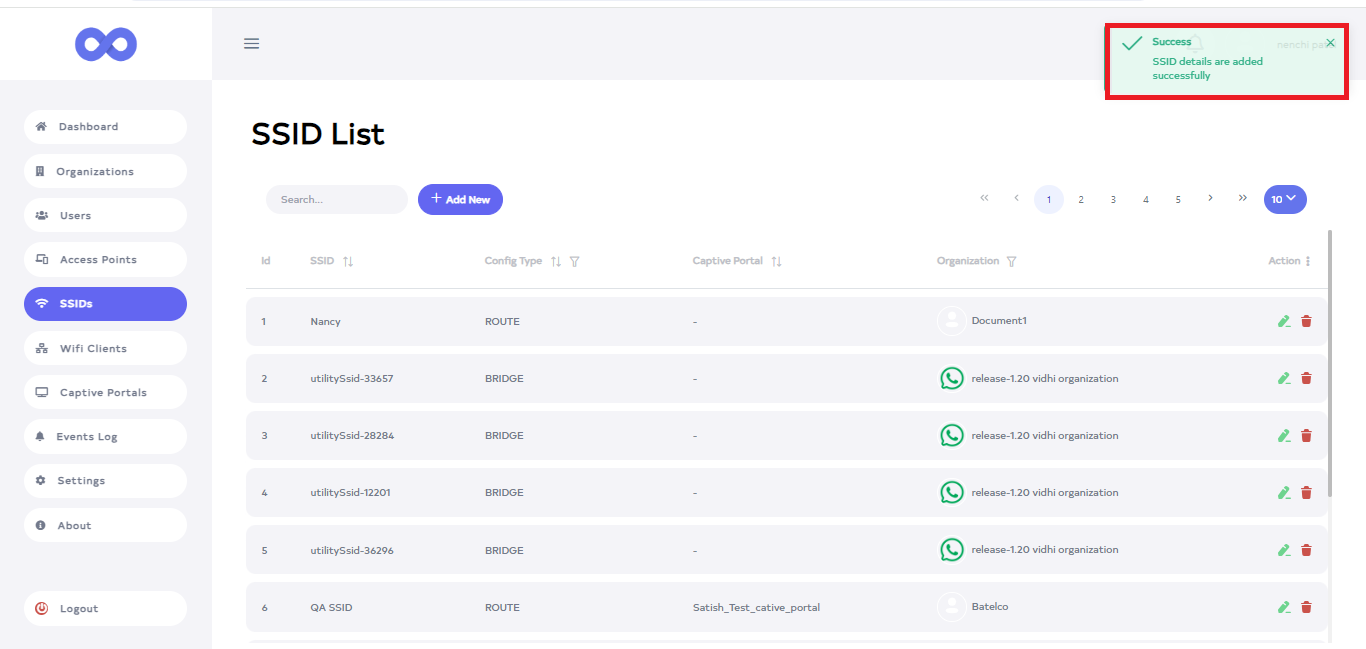 Success
SSID details are added
successfully
Dashboard
Organizations
Users
Access Points
SSIDs
Wifi Clients
Captive Portals
Events Log
Settings
About
Logout
SSID List
Search...
+ Add New
« ‹ 1 2 3 4 5 › » 10
Id SSID Config Type Captive Portal Organization Action
1 Nancy ROUTE - Document1
2 utilitySsid-33657 BRIDGE - release-1.20 vidhi organization
3 utilitySsid-28284 BRIDGE - release-1.20 vidhi organization
4 utilitySsid-12201 BRIDGE - release-1.20 vidhi organization
5 utilitySsid-36296 BRIDGE - release-1.20 vidhi organization
6 QA SSID ROUTE Satish_Test_cative_portal Batelco